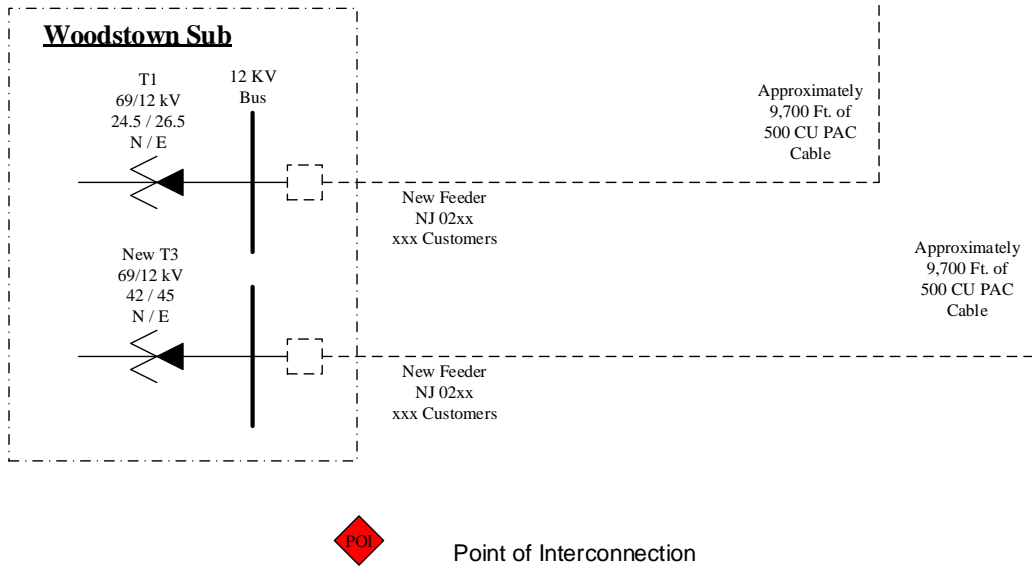 Woodstown Sub
T1
69/12 kV
24.5 / 26.5
N / E
12 KV
Bus
Approximately
9,700 Ft. of
500 CU PAC
Cable
New Feeder
NJ 02xx
xxx Customers
New T3
69/12 kV
42 / 45
N / E
Approximately
9,700 Ft. of
500 CU PAC
Cable
New Feeder
NJ 02xx
xxx Customers
POI
Point of Interconnection